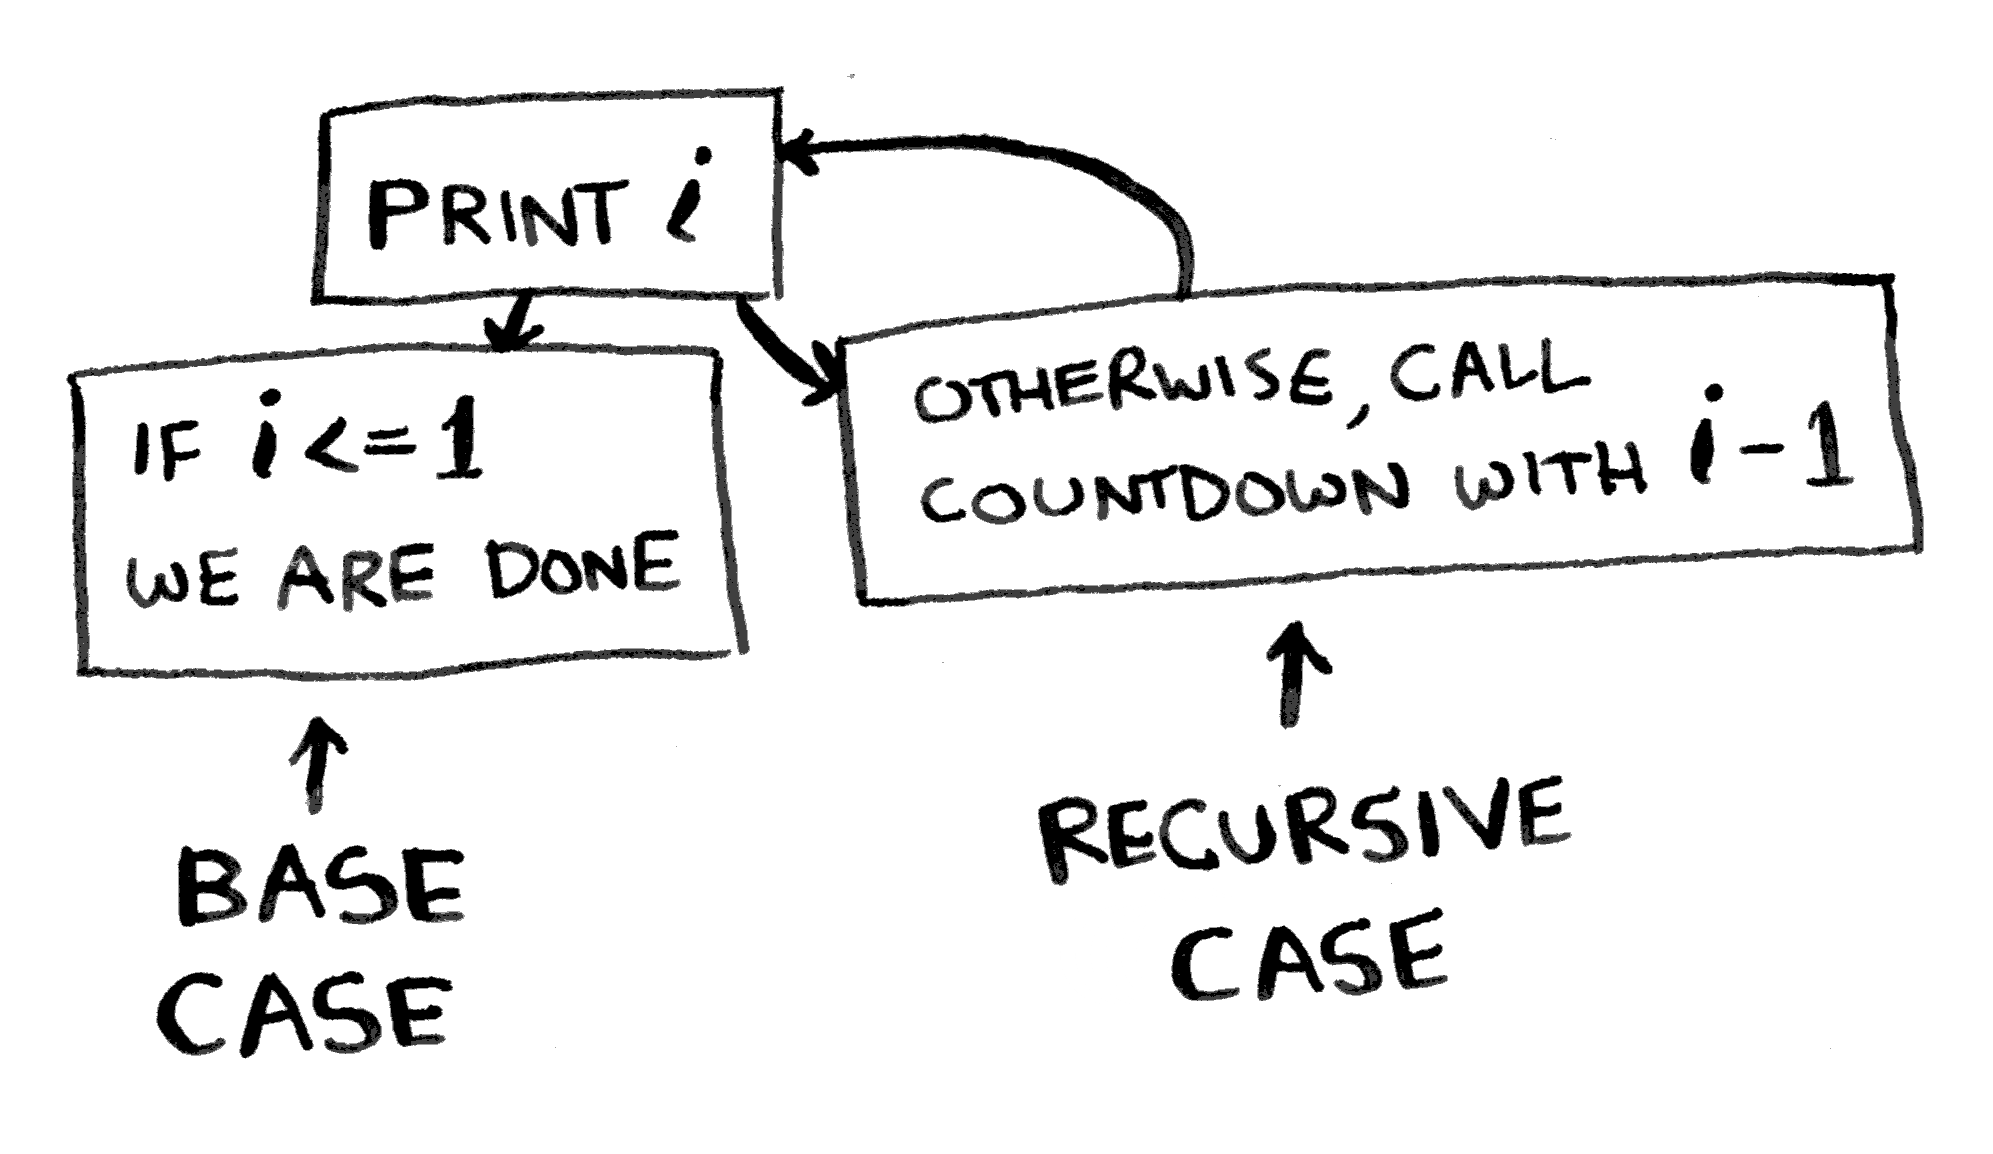 PRINT i
IF i <= 1
WE ARE DONE
OTHERWISE, CALL
COUNTDOWN WITH i - 1
BASE
CASE
RECURSIVE
CASE